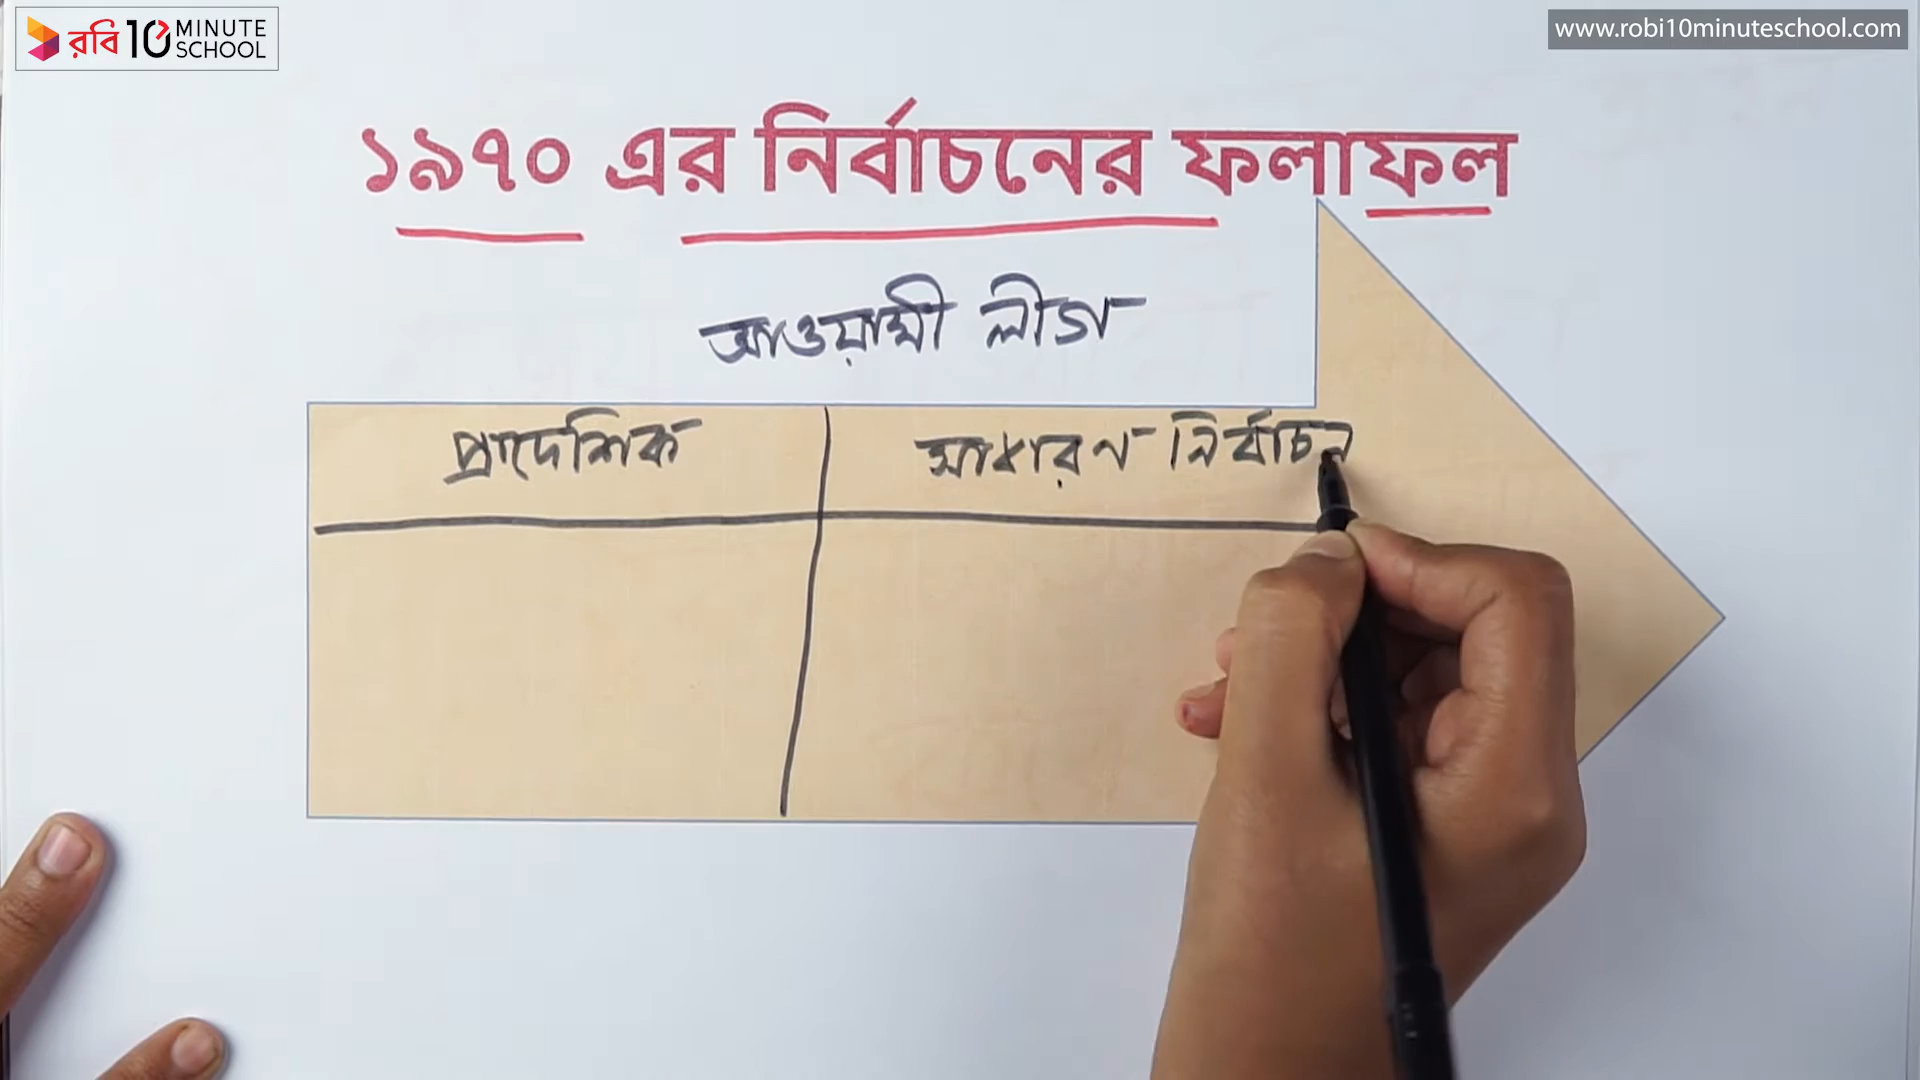 রবি 10 MINUTE SCHOOL
www.robi10minuteschool.com
১৯৭০ এর নির্বাচনের ফলাফল
আওয়ামী লীগ
প্রাদেশিক
সাধারণ নির্বাচন